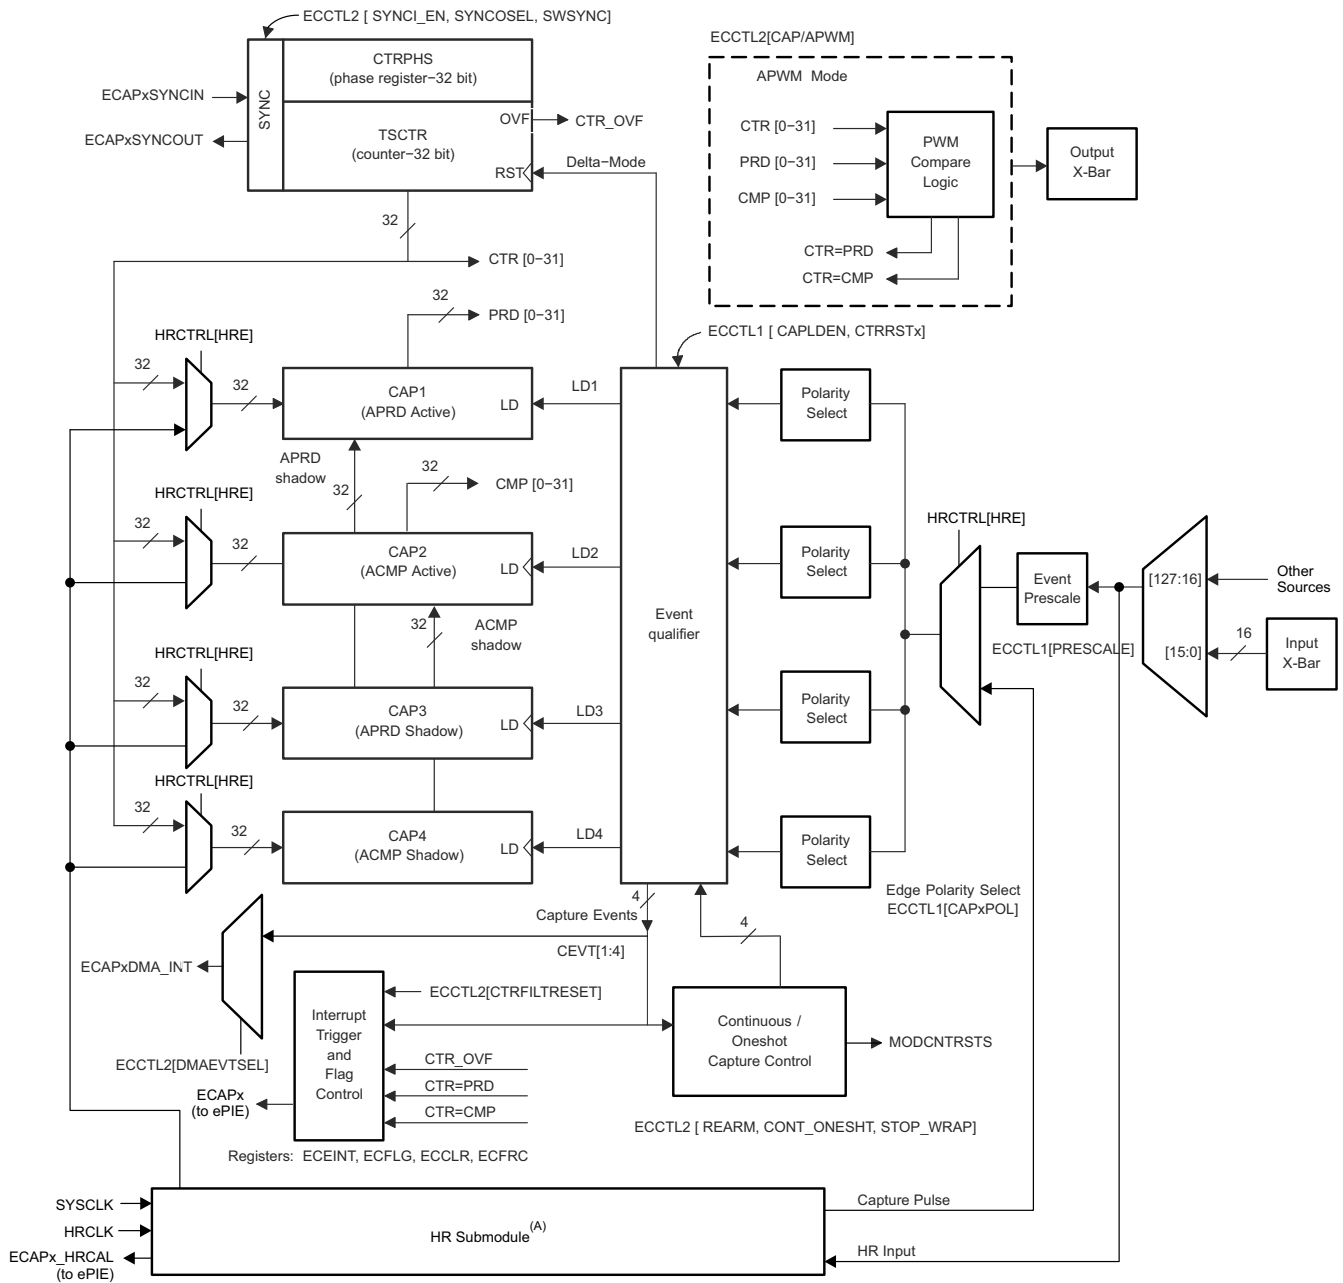 ECCTL2 [ SYNCI_EN, SYNCOSEL, SWSYNC]
SYNC
CTRPHS
(phase register−32 bit)
TSCTR
(counter−32 bit)
OVF
RST
ECAPxSYNCIN
ECAPxSYNCOUT
CTR_OVF
Delta−Mode
32
CTR [0−31]
32
PRD [0−31]
ECCTL2[CAP/APWM]
APWM Mode
CTR [0−31]
PRD [0−31]
CMP [0−31]
PWM
Compare
Logic
CTR=PRD
CTR=CMP
Output
X-Bar
ECCTL1 [ CAPLDEN, CTRRSTx]
HRCTRL[HRE]
32
32
CAP1
(APRD Active)
LD
LD1
Polarity
Select
APRD
shadow
32
32
CMP [0−31]
HRCTRL[HRE]
32
32
CAP2
(ACMP Active)
LD
LD2
Polarity
Select
32
ACMP
shadow
Event
qualifier
HRCTRL[HRE]
Event
Prescale
ECCTL1[PRESCALE]
[127:16]
[15:0]
Other
Sources
16
Input
X-Bar
HRCTRL[HRE]
32
32
CAP3
(APRD Shadow)
LD
LD3
Polarity
Select
HRCTRL[HRE]
32
32
CAP4
(ACMP Shadow)
LD
LD4
Polarity
Select
Edge Polarity Select
ECCTL1[CAPxPOL]
4
Capture Events
CEVT[1:4]
4
ECAPxDMA_INT
ECCTL2[DMAEVTSEL]
Interrupt
Trigger
and
Flag
Control
ECCTL2[CTRFILTRESET]
CTR_OVF
CTR=PRD
CTR=CMP
ECAPx
(to ePIE)
Continuous /
Oneshot
Capture Control
MODCNTRSTS
ECCTL2 [ REARM, CONT_ONESHT, STOP_WRAP]
Registers: ECEINT, ECFLG, ECCLR, ECFRC
SYSCLK
HRCLK
ECAPx_HRCAL
(to ePIE)
HR Submodule(A)
Capture Pulse
HR Input